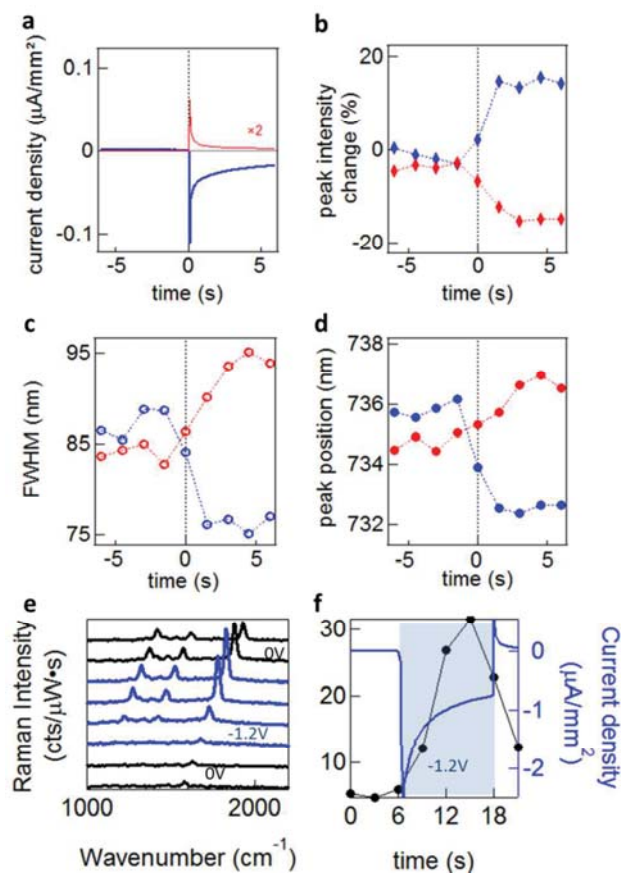 a
0.1
0
-0.1
current density (μA/mm²)
×2
-5 0 5
time (s)
b
20
0
-20
peak intensity
change (%)
-5 0 5
time (s)
c
95
85
75
FWHM (nm)
-5 0 5
time (s)
d
738
736
734
732
peak position (nm)
-5 0 5
time (s)
e
Raman Intensity
(cts/μW•s)
0V
-1.2V
0V
1000 2000
Wavenumber (cm-1)
f
30
20
10
-1.2V
0
-1
-2
Current density
(μA/mm2)
0 6 12 18
time (s)